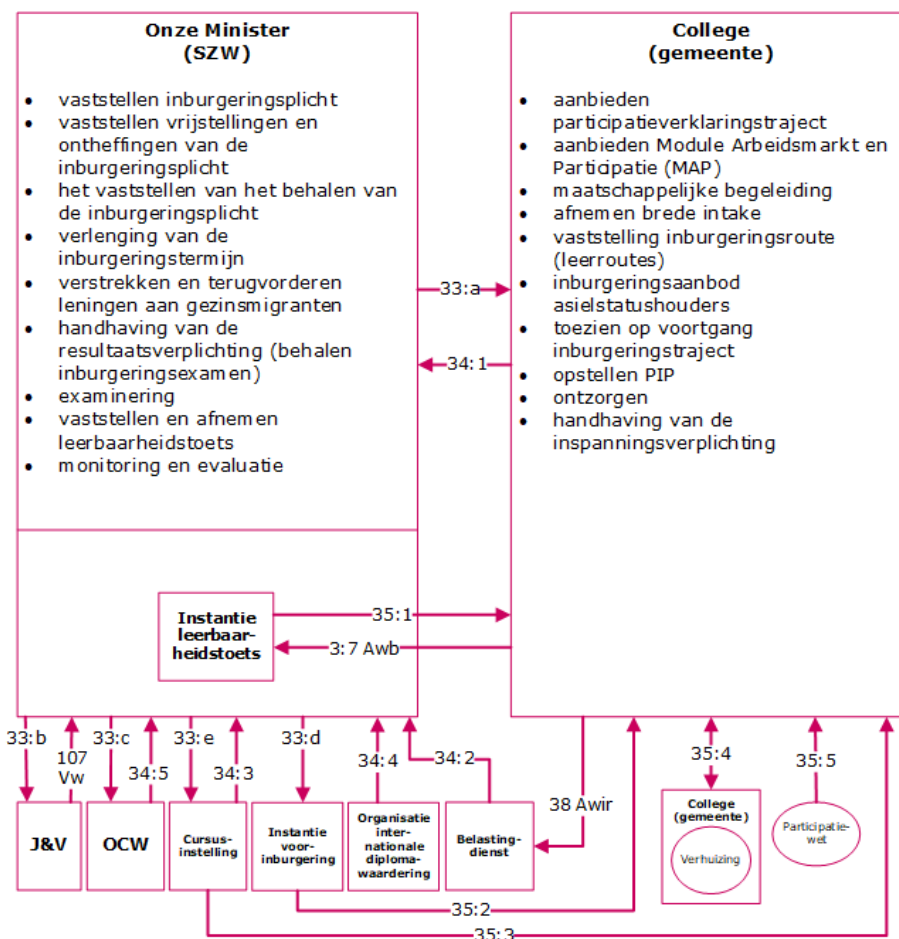 Onze Minister
(SZW)
• vaststellen inburgeringsplicht
• vaststellen vrijstellingen en
ontheffingen van de
inburgeringsplicht
• het vaststellen van het behalen van
de inburgeringsplicht
• verlenging van de
inburgeringstermijn
• verstrekken en terugvorderen
leningen aan gezinsmigranten
• handhaving van de
resultaatsverplichting (behalen
inburgeringsexamen)
• examinering
• vaststellen en afnemen
leerbaarheidstoets
• monitoring en evaluatie
College
(gemeente)
• aanbieden
participatieverklaringstraject
• aanbieden Module Arbeidsmarkt en
Participatie (MAP)
• maatschappelijke begeleiding
• afnemen brede intake
• vaststelling inburgeringsroute
(leerroutes)
• inburgeringsaanbod
asielstatushouders
• toezien op voortgang
inburgeringstraject
• opstellen PIP
• ontzorgen
• handhaving van de
inspanningsverplichting
33:a
34:1
Instantie
leerbaar-
heidstoets
35:1
3:7 Awb
33:b
107
Vw
33:c
34:5
33:e
34:3
33:d
34:4
34:2
38 Awir
35:4
35:5
J&V
OCW
Cursus-
instelling
Instantie
voor-
inburgering
Organisatie
inter-
nationale
diploma-
waardering
Belasting-
dienst
College
(gemeente)
Verhuizing
Participatie-
wet
35:2
35:3